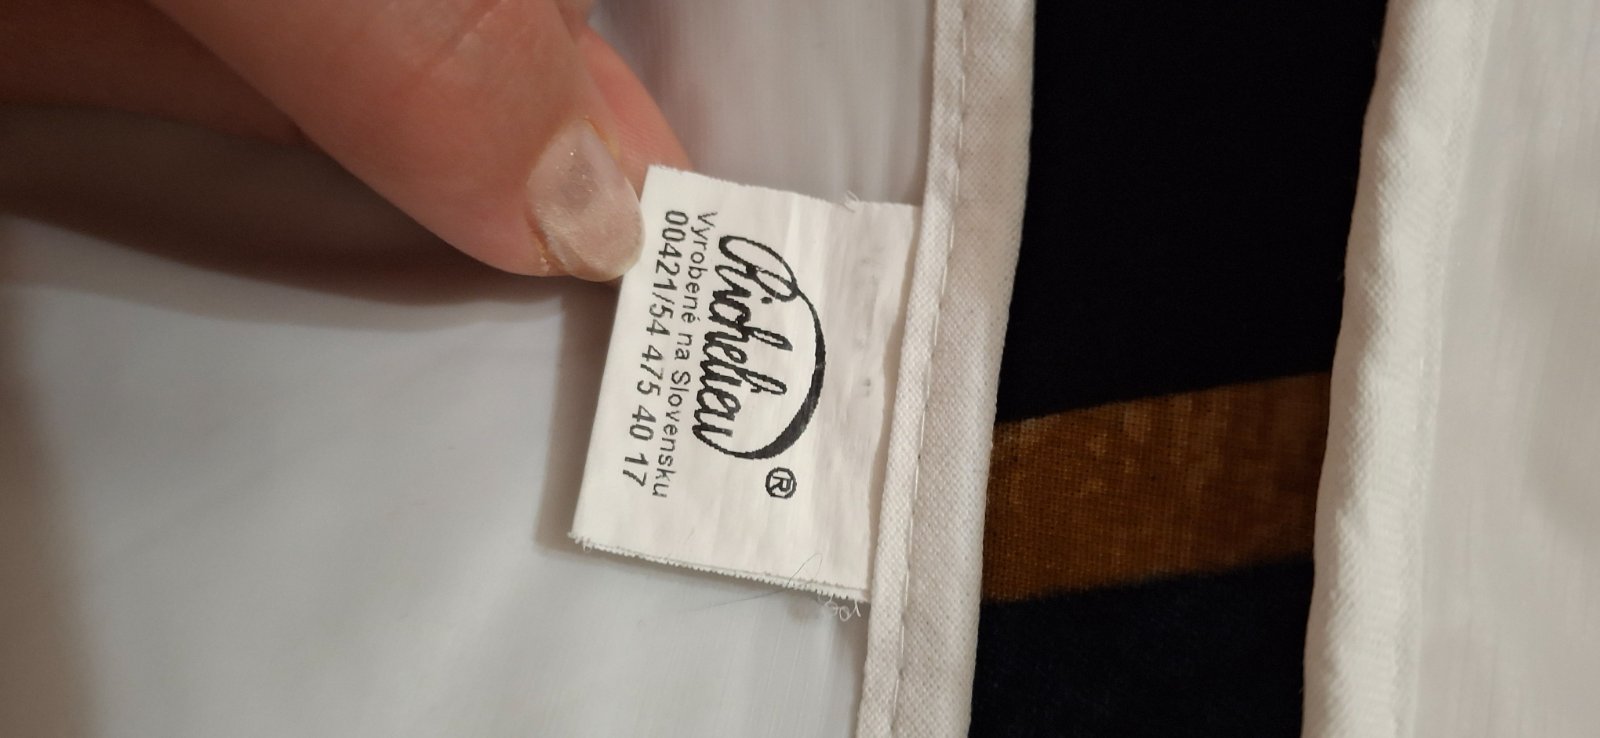 Richelieu ®
Vyrobené na Slovensku
00421/54 475 40 17